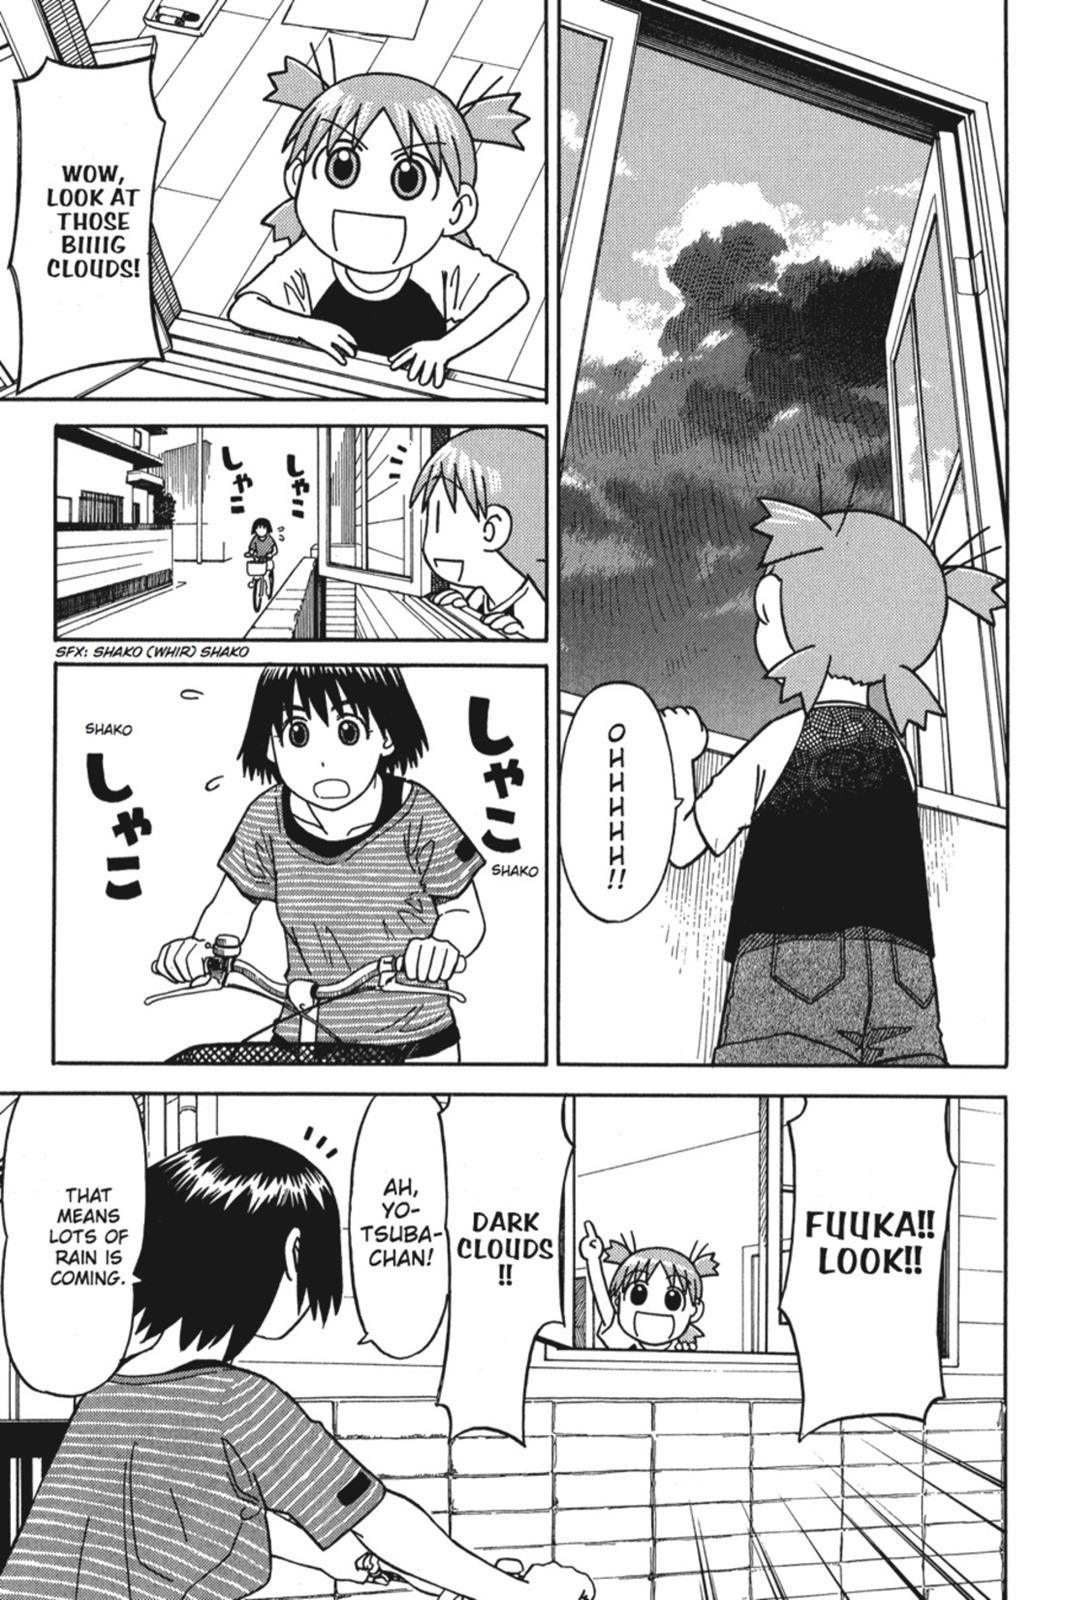 OHHHHHH!!
WOW,
LOOK AT
THOSE
BIIIIG
CLOUDS!
しゃこ
しゃこ
SFX: SHAKO (WHIR) SHAKO
しゃこ
SHAKO
しゃこ
SHAKO
FUUKA!!
LOOK!!
DARK
CLOUDS
!!
AH,
YO-
TSUBA-
CHAN!
THAT
MEANS
LOTS OF
RAIN IS
COMING.